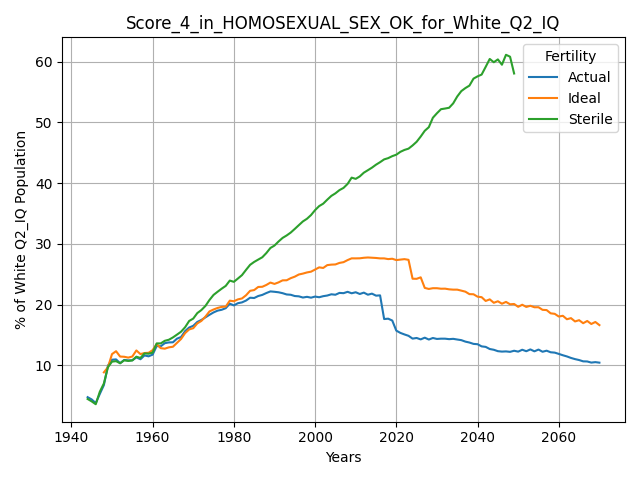 Score_4_in_HOMOSEXUAL_SEX_OK_for_White_Q2_IQ
% of White Q2_IQ Population
60
50
40
30
20
10
Fertility
Actual
Ideal
Sterile
1940 1960 1980 2000 2020 2040 2060
Years